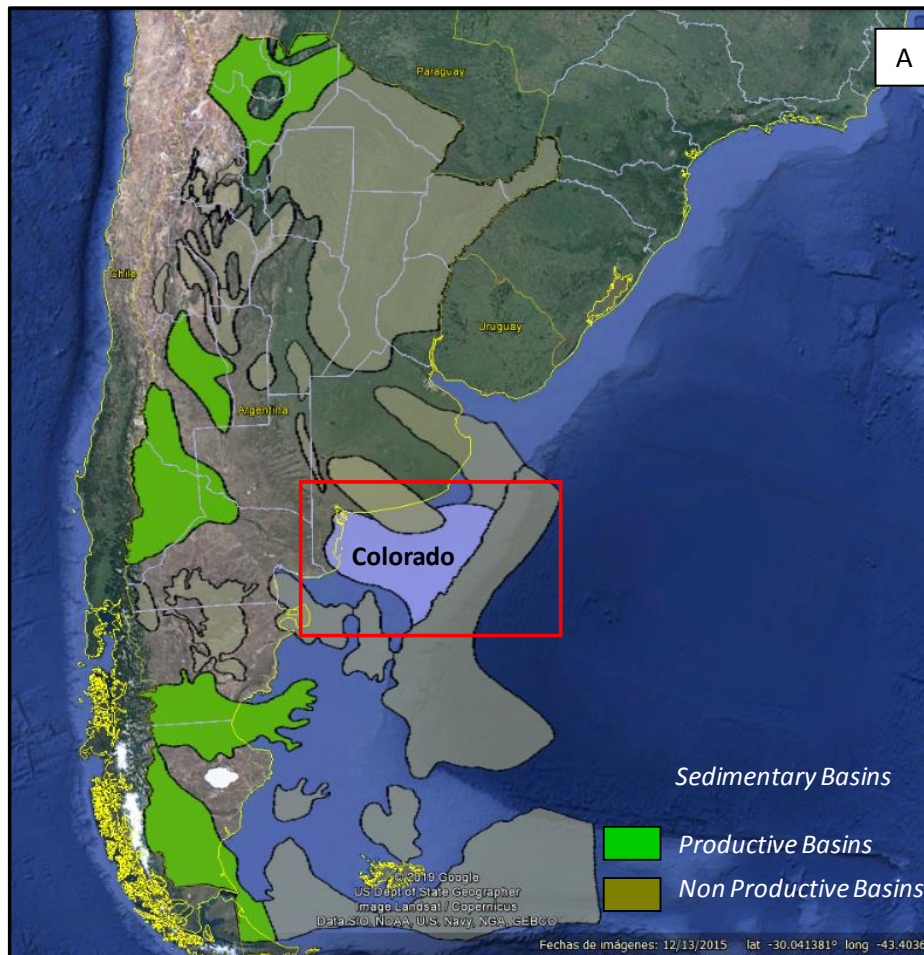 A
Paraguay
Chile
Uruguay
Argentina
Colorado
Sedimentary Basins
Productive Basins
Non Productive Basins
© 2019 Google
US Dept of State Geographer
Image Landsat / Copernicus
Data SIO, NOAA, U.S. Navy, NGA, GEBCO
Fechas de imágenes: 12/13/2015 lat -30.041381º long -43.4036